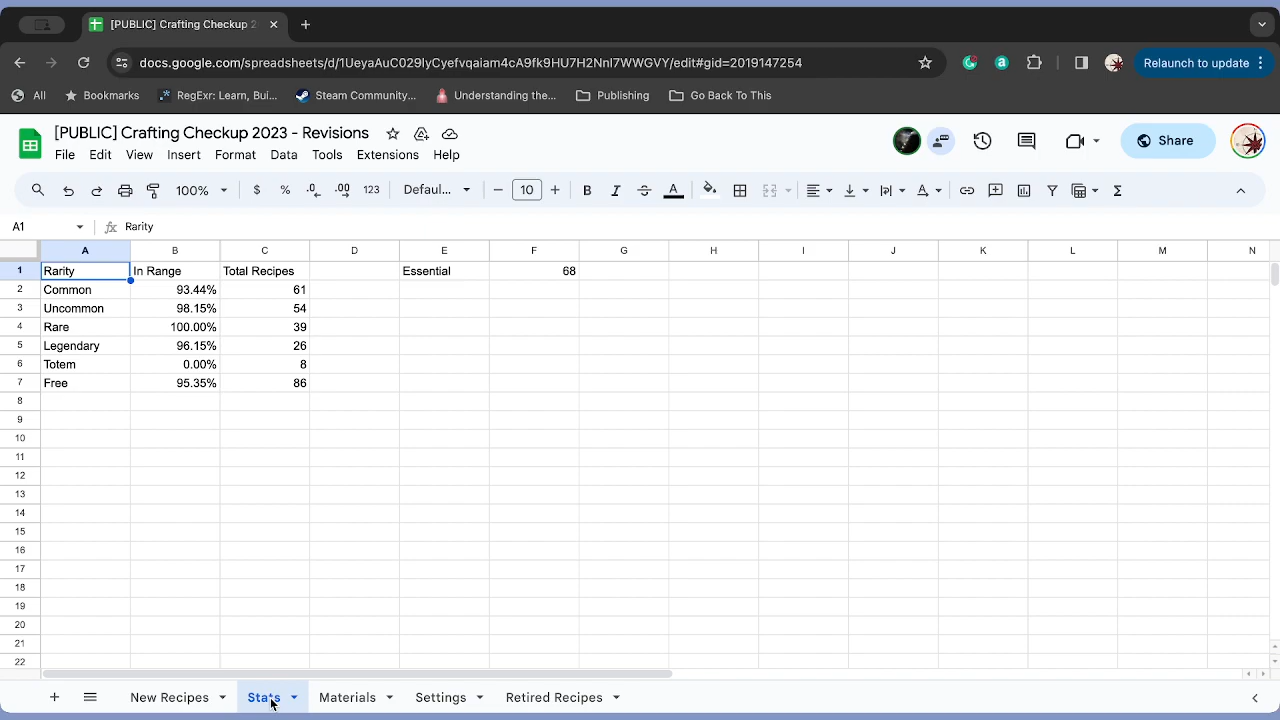 [PUBLIC] Crafting Checkup 2
docs.google.com/spreadsheets/d/1UeyaAuC029lyCyefvqaiam4cA9fk9HU7H2Nnl7WWGVY/edit#gid=2019147254
Relaunch to update
All Bookmarks RegExr: Learn, Bui... Steam Community... Understanding the... Publishing Go Back To This
[PUBLIC] Crafting Checkup 2023 - Revisions
File Edit View Insert Format Data Tools Extensions Help
Share
100% $ % .0 .00 123 Defaul... 10 B I A
A1 fx Rarity
A B C D E F G H I J K L M N
1 Rarity In Range Total Recipes Essential 68
2 Common 93.44% 61
3 Uncommon 98.15% 54
4 Rare 100.00% 39
5 Legendary 96.15% 26
6 Totem 0.00% 8
7 Free 95.35% 86
8
9
10
11
12
13
14
15
16
17
18
19
20
21
22
New Recipes Stats Materials Settings Retired Recipes